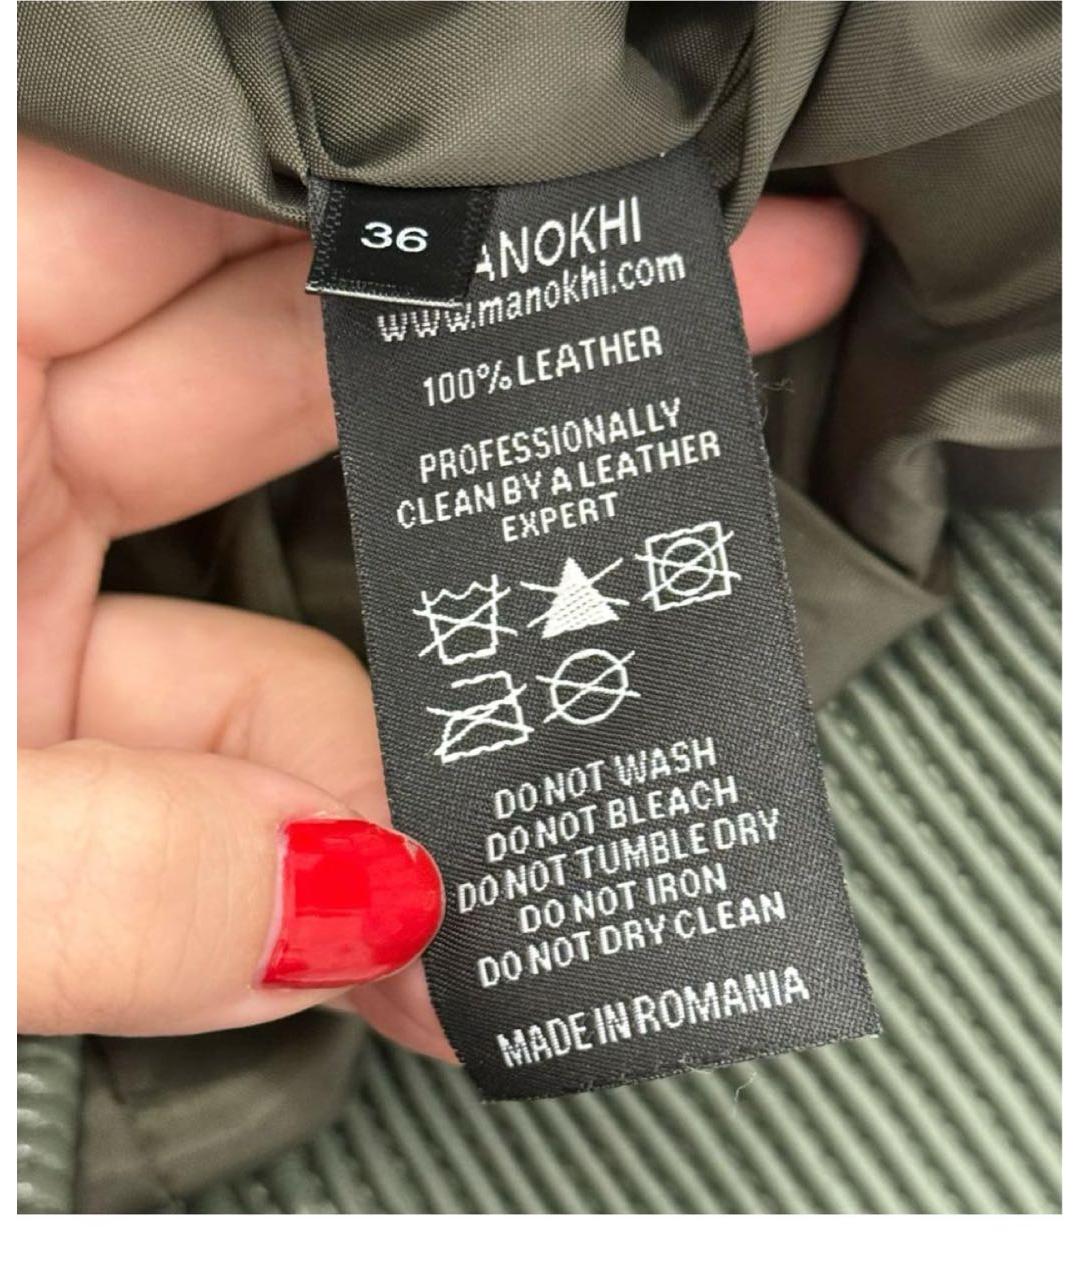 36
ANOKHI
www.manokhi.com
100% LEATHER
PROFESSIONALLY
CLEAN BY A LEATHER
EXPERT
DO NOT WASH
DO NOT BLEACH
DO NOT TUMBLE DRY
DO NOT IRON
DO NOT DRY CLEAN
MADE IN ROMANIA